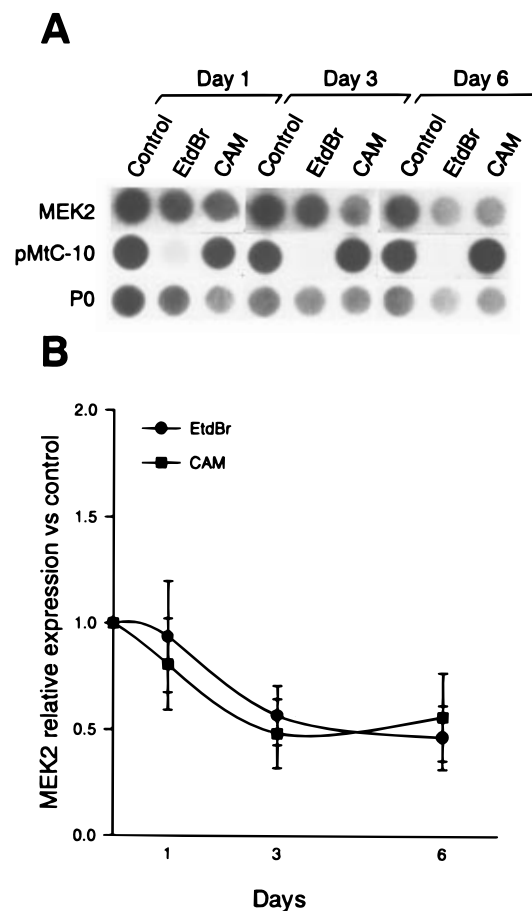 A
Day 1 Day 3 Day 6
Control EtdBr CAM Control EtdBr CAM Control EtdBr CAM
MEK2
pMtC-10
P0
B
2.0
EtdBr
CAM
1.5
1.0
0.5
0.0
MEK2 relative expression vs control
1 3 6
Days